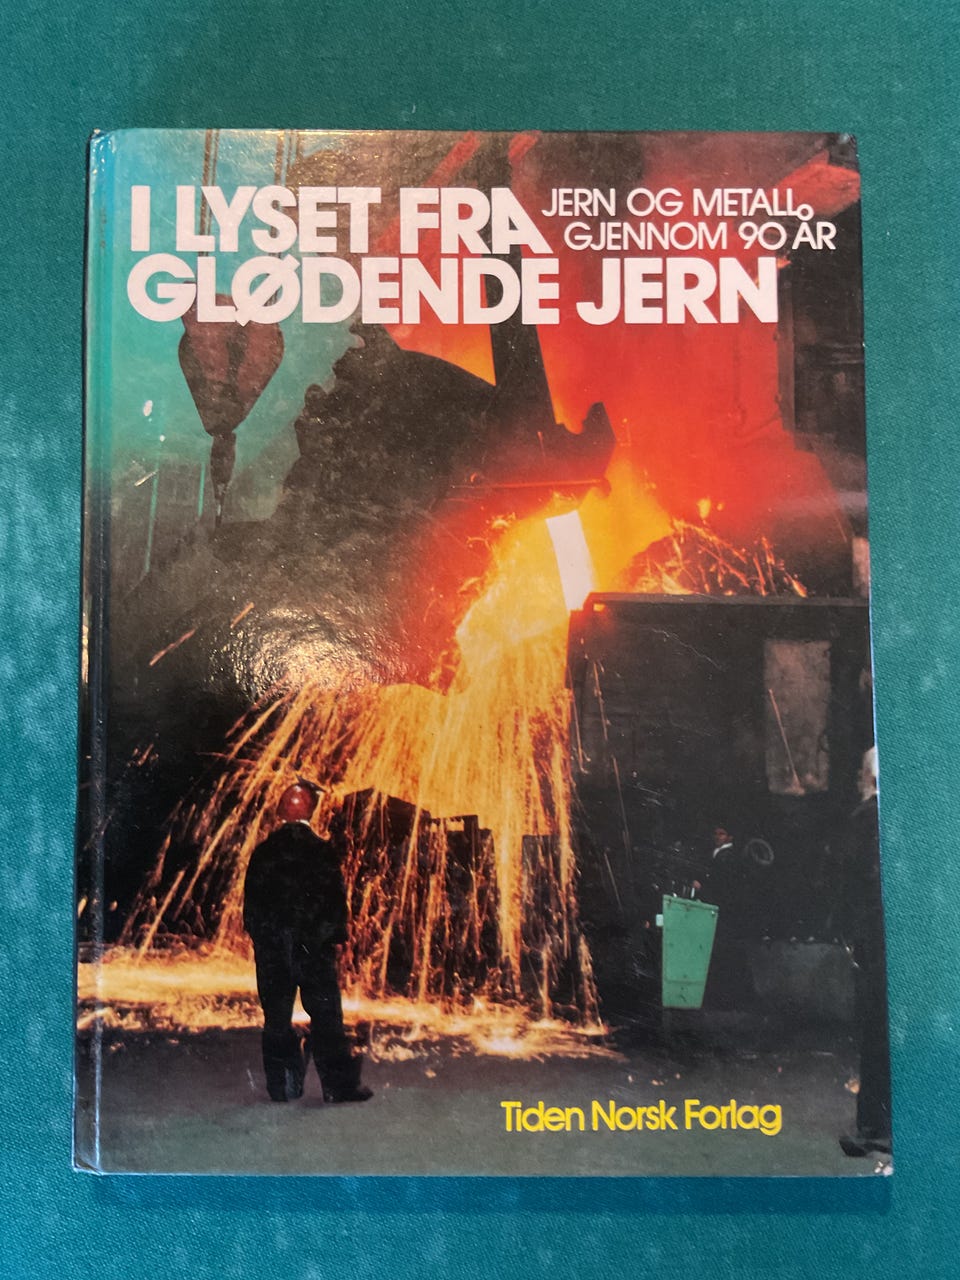 I LYSET FRA
GLØDENDE JERN
JERN OG METALL
GJENNOM 90 ÅR
Tiden Norsk Forlag